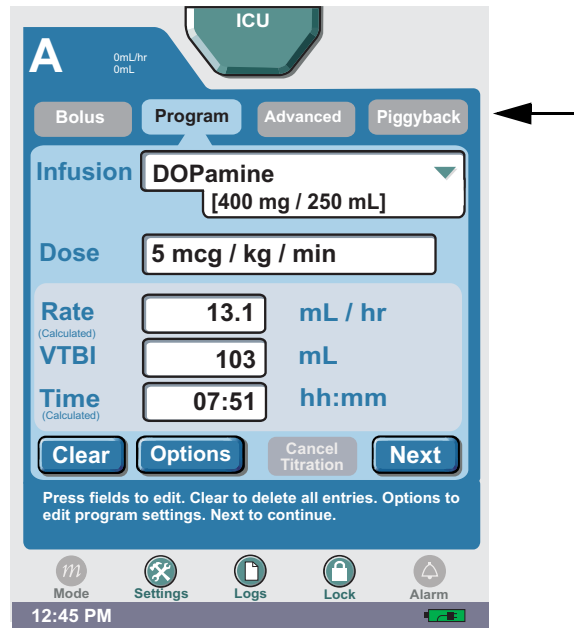 ICU
A
0mL/hr
0mL
Bolus Program Advanced Piggyback
Infusion DOPamine
[400 mg / 250 mL]
Dose 5 mcg / kg / min
Rate 13.1 mL / hr
(Calculated)
VTBI 103 mL
Time 07:51 hh:mm
(Calculated)
Clear Options Cancel Titration Next
Press fields to edit. Clear to delete all entries. Options to
edit program settings. Next to continue.
m
Mode Settings Logs Lock Alarm
12:45 PM